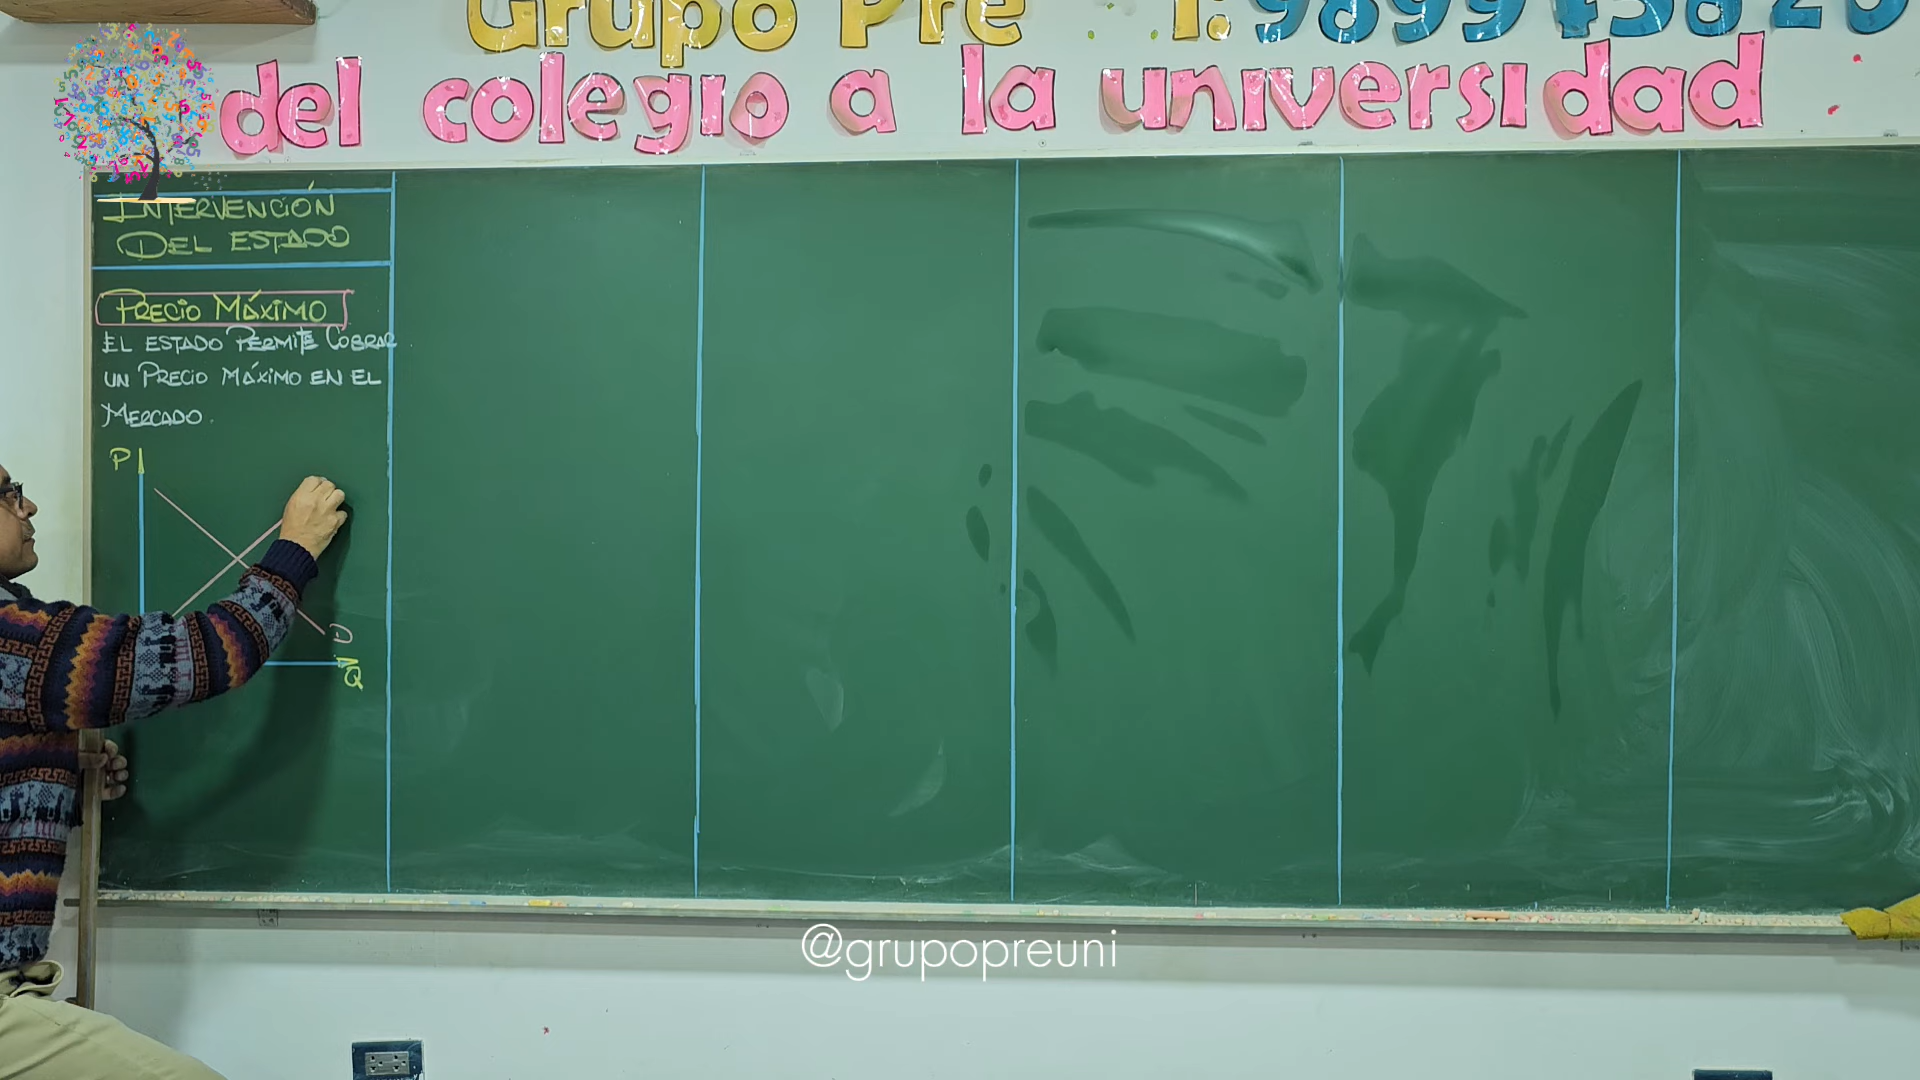 Grupo Pre
del colegio a la universidad
INTERVENCIÓN
DEL ESTADO
PRECIO MÁXIMO
EL ESTADO PERMITE COBRAR
UN PRECIO MÁXIMO EN EL
MERCADO.
P
D
Q
@grupopreuni